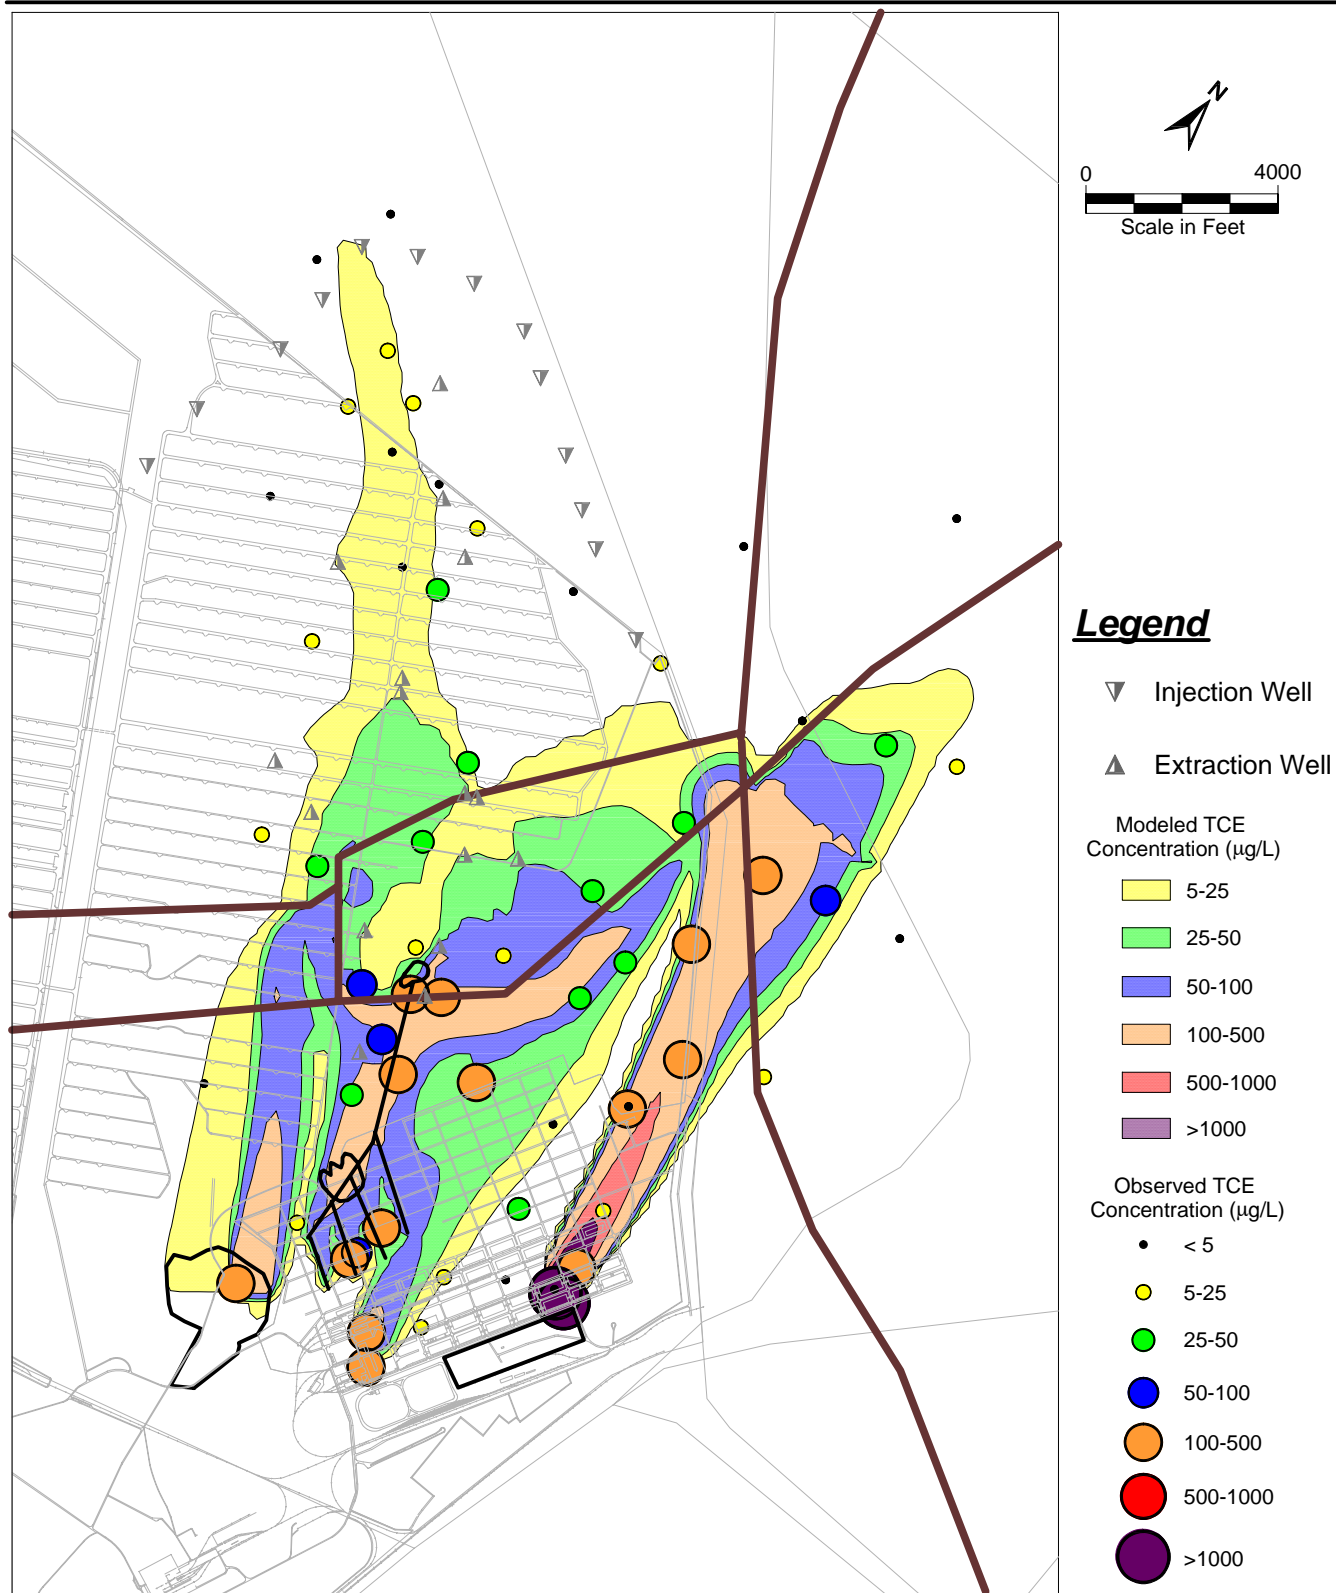 N
0 4000
Scale in Feet
Legend
Injection Well
Extraction Well
Modeled TCE
Concentration (µg/L)
5-25
25-50
50-100
100-500
500-1000
>1000
Observed TCE
Concentration (µg/L)
< 5
5-25
25-50
50-100
100-500
500-1000
>1000